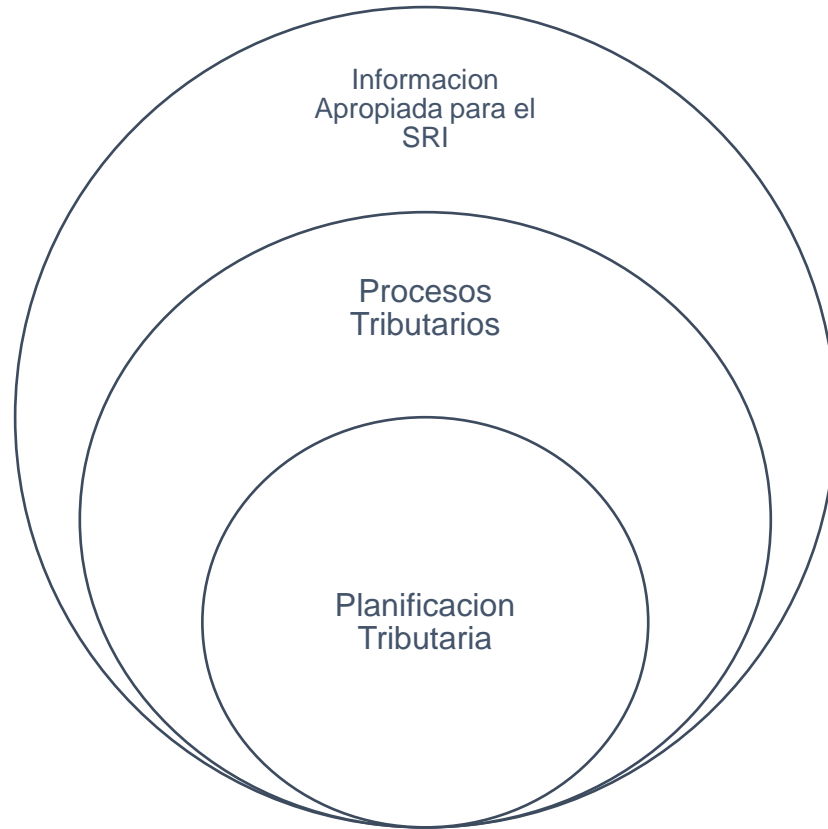 Informacion
Apropiada para el
SRI
Procesos
Tributarios
Planificacion
Tributaria